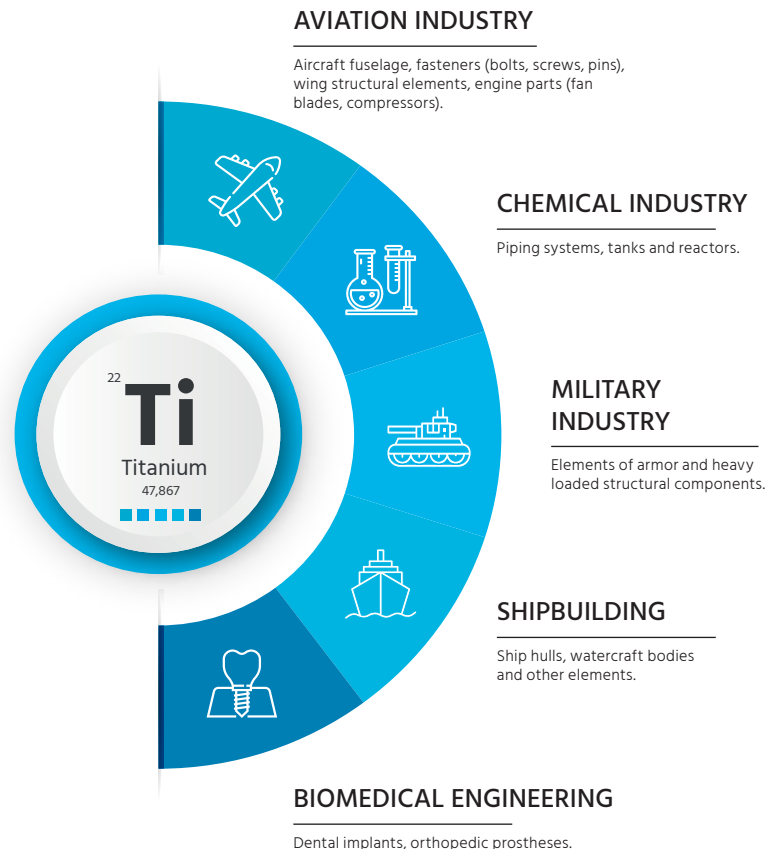 AVIATION INDUSTRY
Aircraft fuselage, fasteners (bolts, screws, pins),
wing structural elements, engine parts (fan
blades, compressors).
CHEMICAL INDUSTRY
Piping systems, tanks and reactors.
22
Ti
Titanium
47,867
MILITARY
INDUSTRY
Elements of armor and heavy
loaded structural components.
SHIPBUILDING
Ship hulls, watercraft bodies
and other elements.
BIOMEDICAL ENGINEERING
Dental implants, orthopedic prostheses.